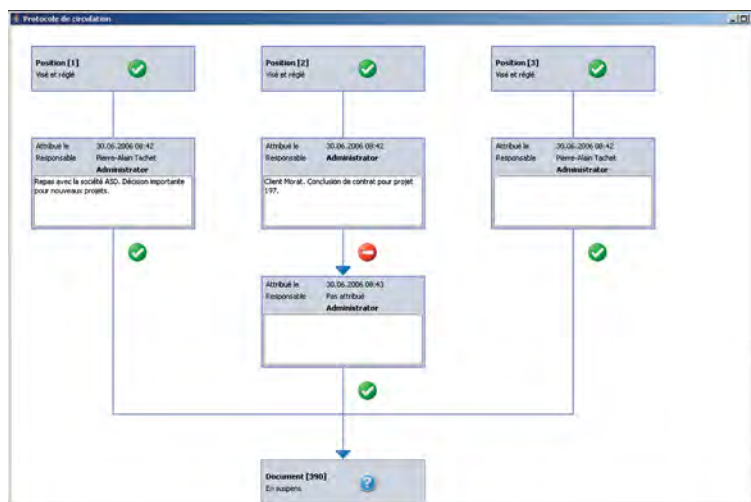 Protocole de circulation
Position [1]
Visé et réglé
Position [2]
Visé et réglé
Position [3]
Visé et réglé
Attribué le 30.06.2006 08:42
Responsable Pierre-Alain Tachet
Administrator
Repas avec la société ASD. Décision importante
pour nouveaux projets.
Attribué le 30.06.2006 08:42
Responsable Administrator
Client Morat. Conclusion de contrat pour projet
197.
Attribué le 30.06.2006 08:42
Responsable Pierre-Alain Tachet
Administrator
Attribué le 30.06.2006 08:43
Responsable Pas attribué
Administrator
Document [390]
En suspens